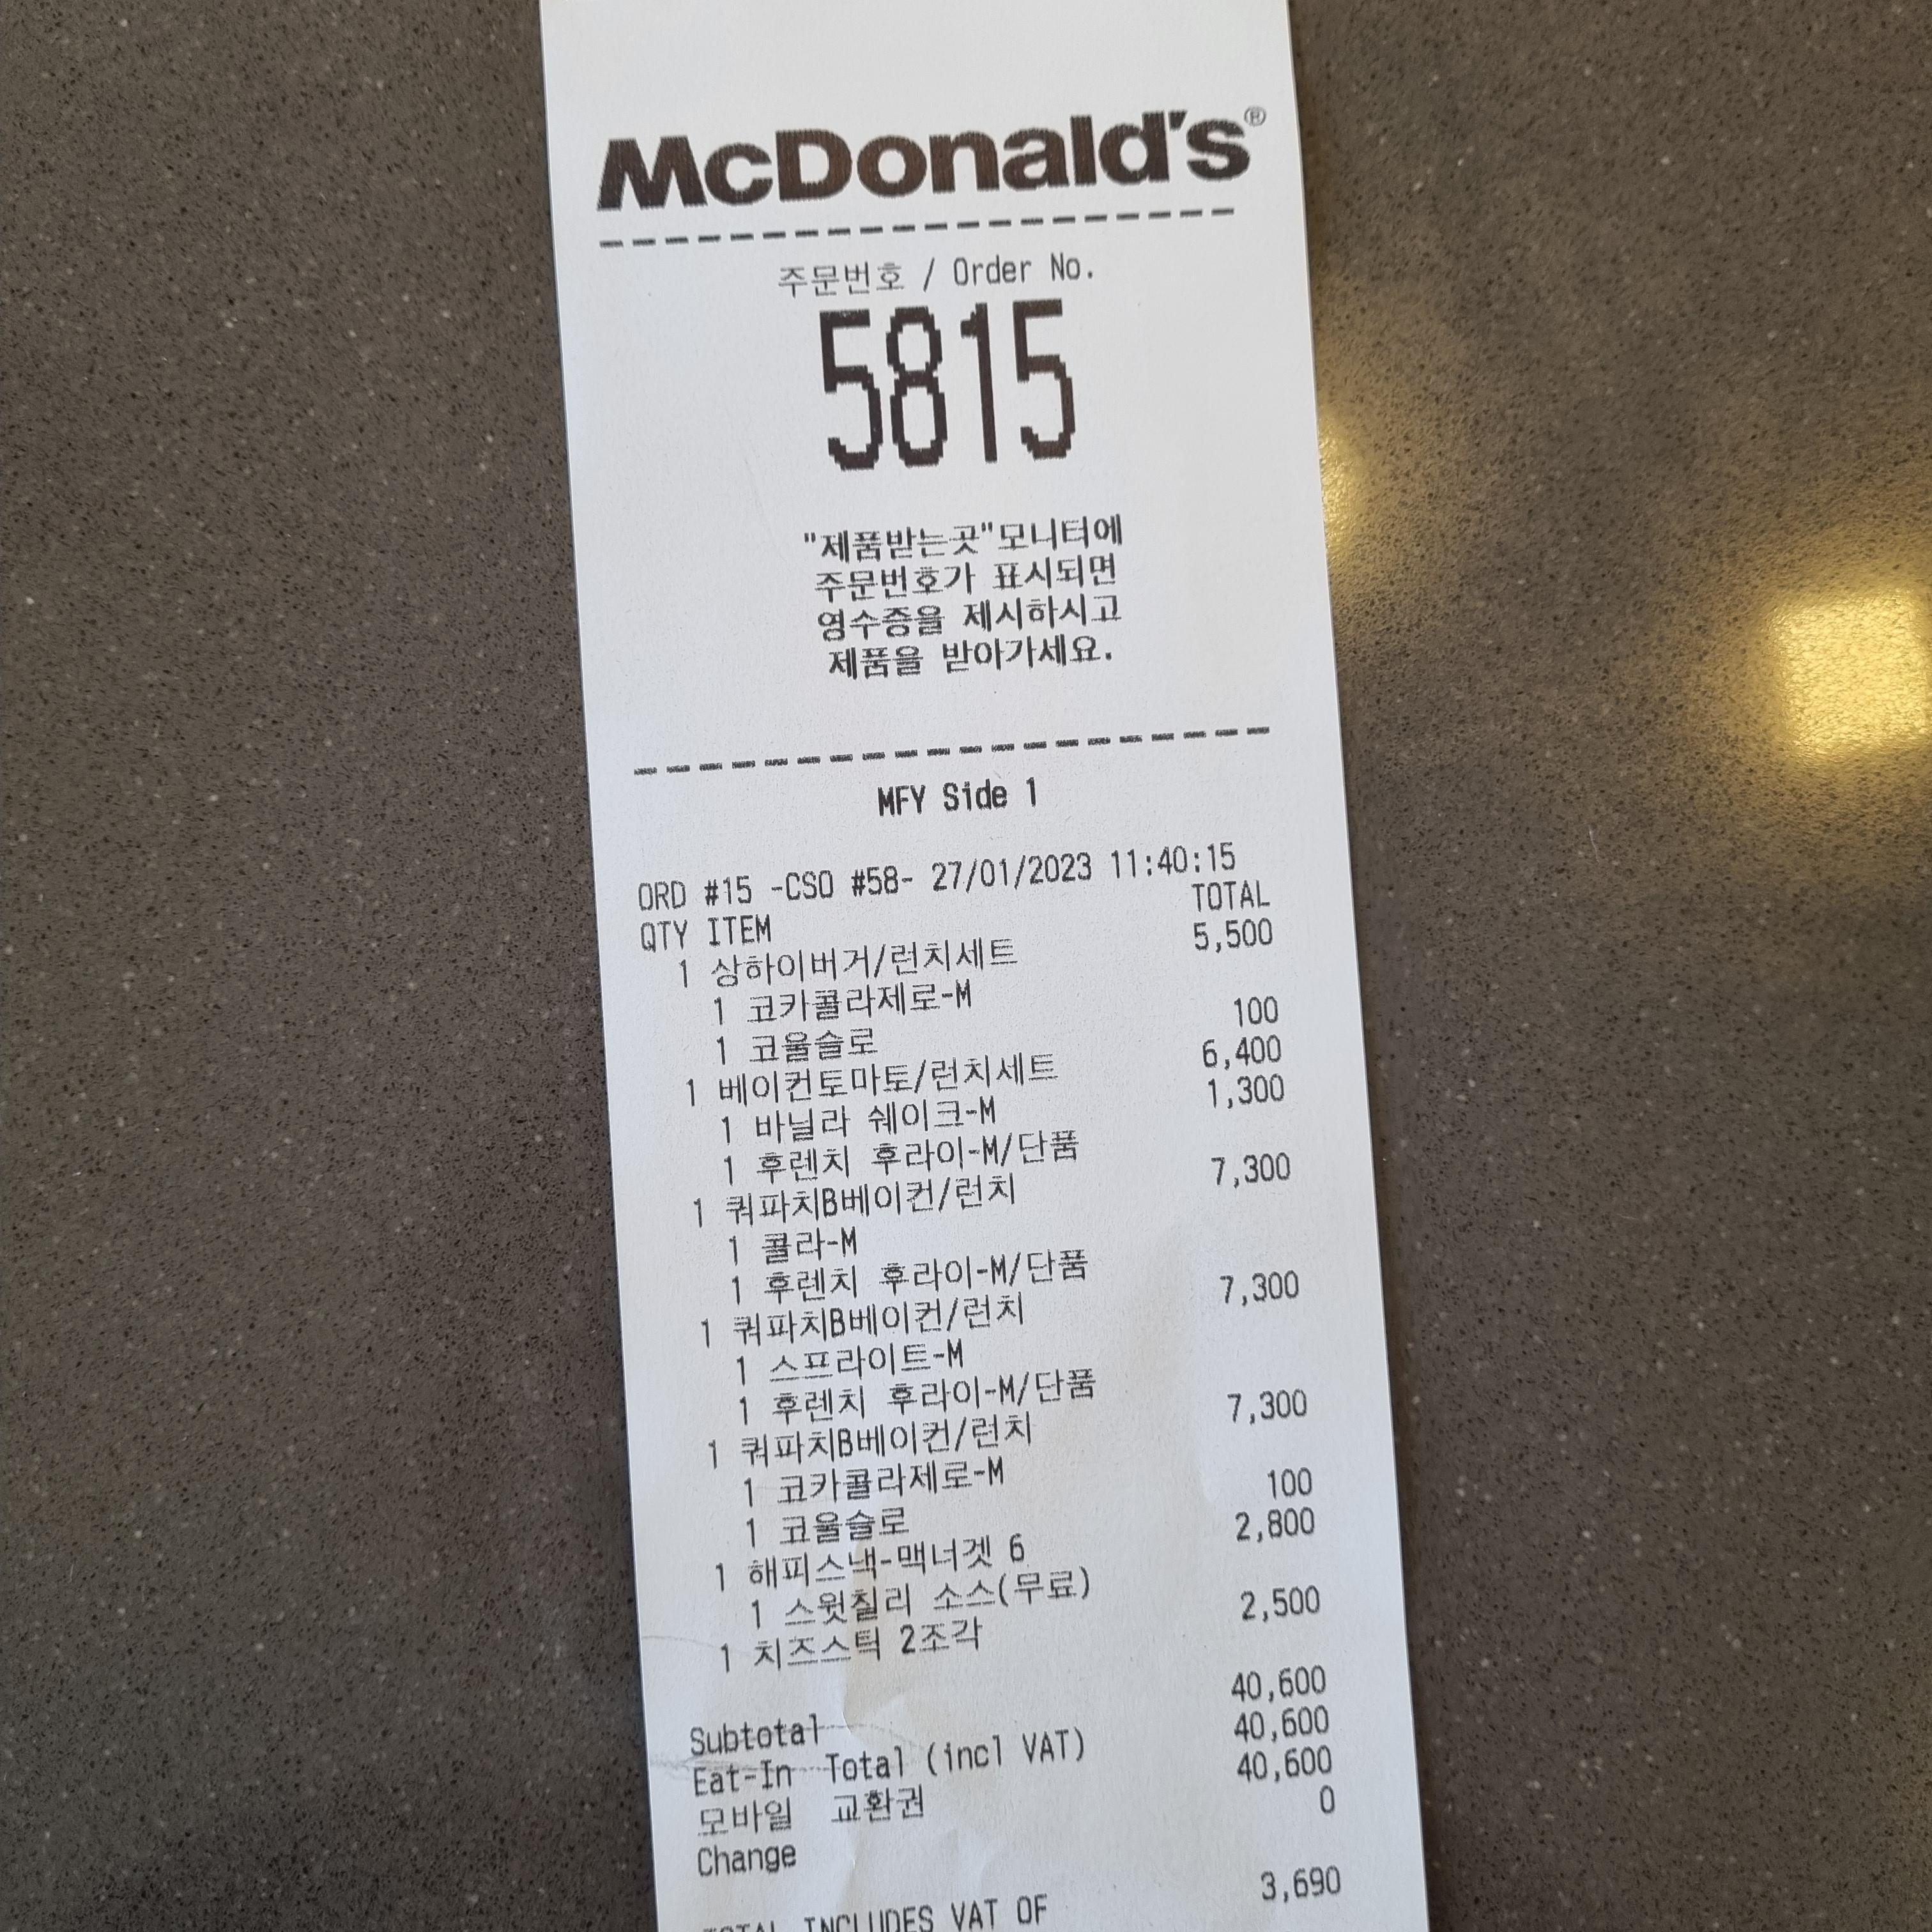 McDonald's®
주문번호 / Order No.
5815
"제품받는곳"모니터에
주문번호가 표시되면
영수증을 제시하시고
제품을 받아가세요.
MFY Side 1
ORD #15 -CSO #58- 27/01/2023 11:40:15
QTY ITEM TOTAL
1 상하이버거/런치세트 5,500
1 코카콜라제로-M
1 코울슬로 100
1 베이컨토마토/런치세트 6,400
1 바닐라 쉐이크-M 1,300
1 후렌치 후라이-M/단품
1 쿼파치B베이컨/런치 7,300
1 콜라-M
1 후렌치 후라이-M/단품
1 쿼파치B베이컨/런치 7,300
1 스프라이트-M
1 후렌치 후라이-M/단품
1 쿼파치B베이컨/런치 7,300
1 코카콜라제로-M
1 코울슬로 100
1 해피스낵-맥너겟 6 2,800
1 스윗칠리 소스(무료)
1 치즈스틱 2조각 2,500
Subtotal 40,600
Eat-In Total (incl VAT) 40,600
모바일 교환권 40,600
Change 0
TOTAL INCLUDES VAT OF 3,690